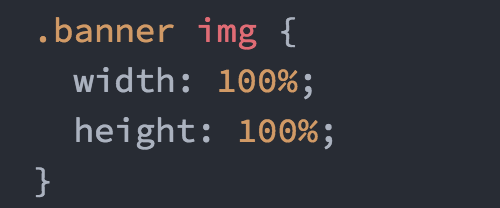 .banner img {
  width: 100%;
  height: 100%;
}